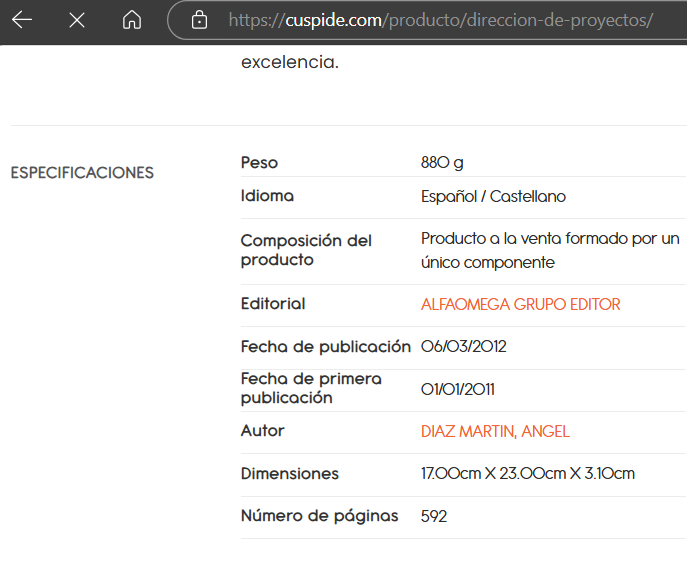 https://cuspide.com/producto/direccion-de-proyectos/
excelencia.
ESPECIFICACIONES
Peso 880 g
Idioma Español / Castellano
Composición del producto Producto a la venta formado por un único componente
Editorial ALFAOMEGA GRUPO EDITOR
Fecha de publicación 06/03/2012
Fecha de primera publicación 01/01/2011
Autor DIAZ MARTIN, ANGEL
Dimensiones 17.00cm X 23.00cm X 3.10cm
Número de páginas 592